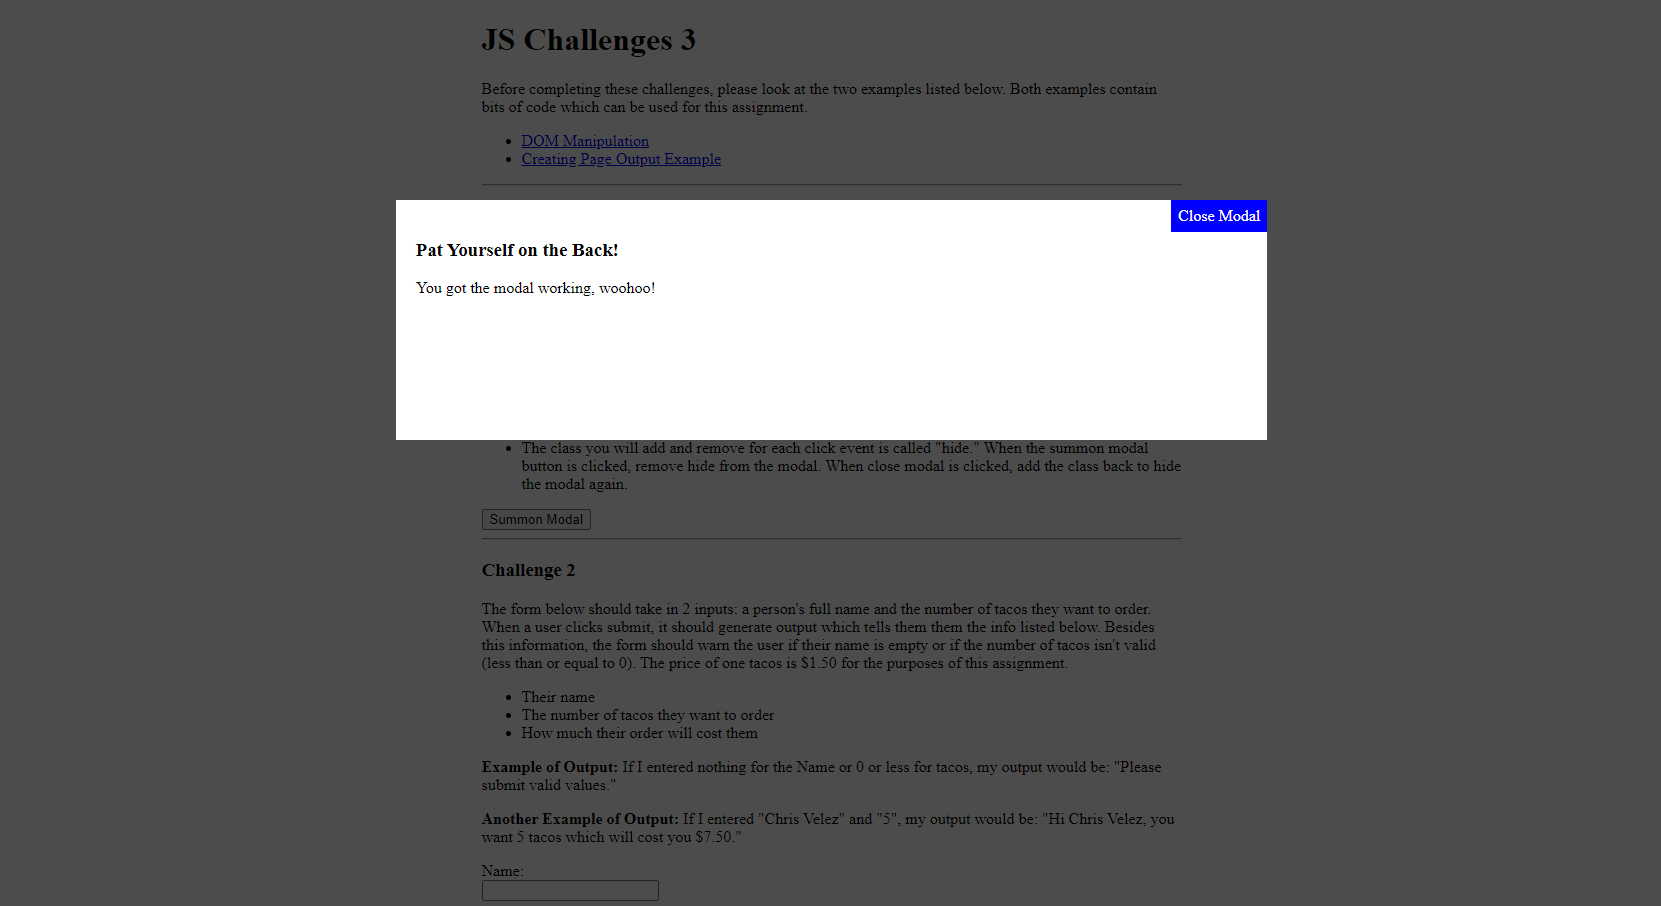 JS Challenges 3
Before completing these challenges, please look at the two examples listed below. Both examples contain
bits of code which can be used for this assignment.
DOM Manipulation
Creating Page Output Example
Close Modal
Pat Yourself on the Back!
You got the modal working, woohoo!
The class you will add and remove for each click event is called "hide." When the summon modal
button is clicked, remove hide from the modal. When close modal is clicked, add the class back to hide
the modal again.
Summon Modal
Challenge 2
The form below should take in 2 inputs: a person's full name and the number of tacos they want to order.
When a user clicks submit, it should generate output which tells them them the info listed below. Besides
this information, the form should warn the user if their name is empty or if the number of tacos isn't valid
(less than or equal to 0). The price of one tacos is $1.50 for the purposes of this assignment.
Their name
The number of tacos they want to order
How much their order will cost them
Example of Output: If I entered nothing for the Name or 0 or less for tacos, my output would be: "Please
submit valid values."
Another Example of Output: If I entered "Chris Velez" and "5", my output would be: "Hi Chris Velez, you
want 5 tacos which will cost you $7.50."
Name: